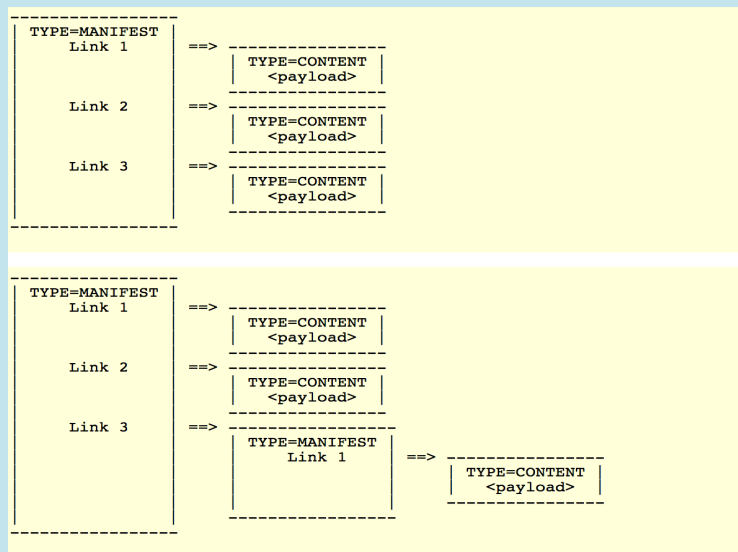 TYPE=MANIFEST
Link 1 ==>
TYPE=CONTENT
<payload>
Link 2 ==>
TYPE=CONTENT
<payload>
Link 3 ==>
TYPE=CONTENT
<payload>
TYPE=MANIFEST
Link 1 ==>
TYPE=CONTENT
<payload>
Link 2 ==>
TYPE=CONTENT
<payload>
Link 3 ==>
TYPE=MANIFEST
Link 1 ==>
TYPE=CONTENT
<payload>